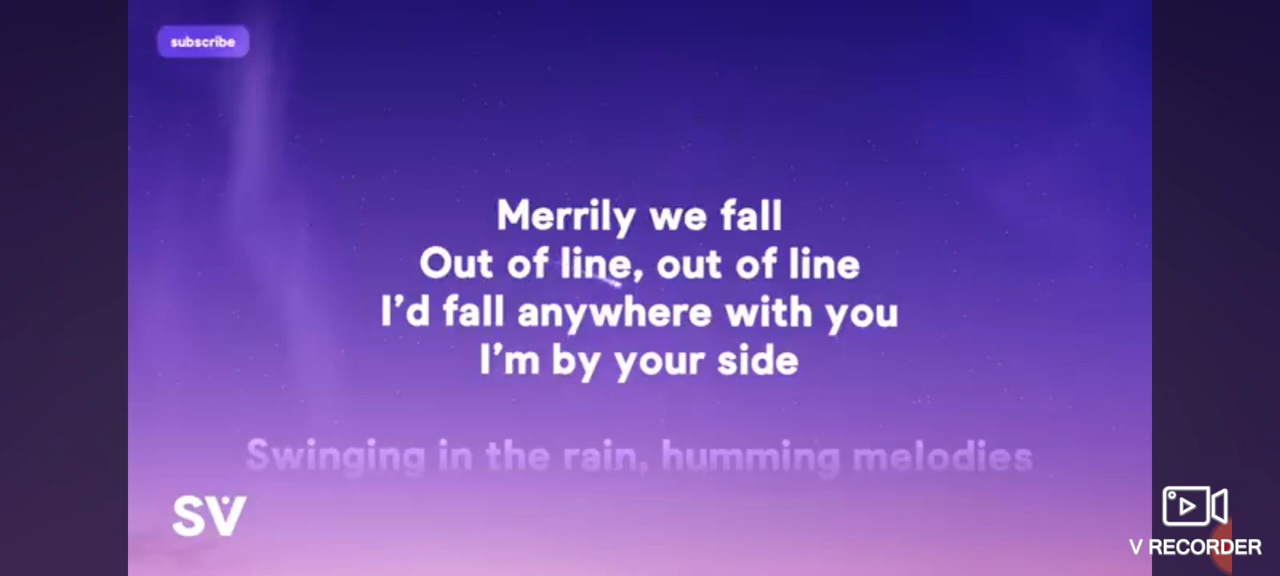 subscribe
Merrily we fall
Out of line, out of line
I'd fall anywhere with you
I'm by your side
Swinging in the rain, humming melodies
SV
V RECORDER